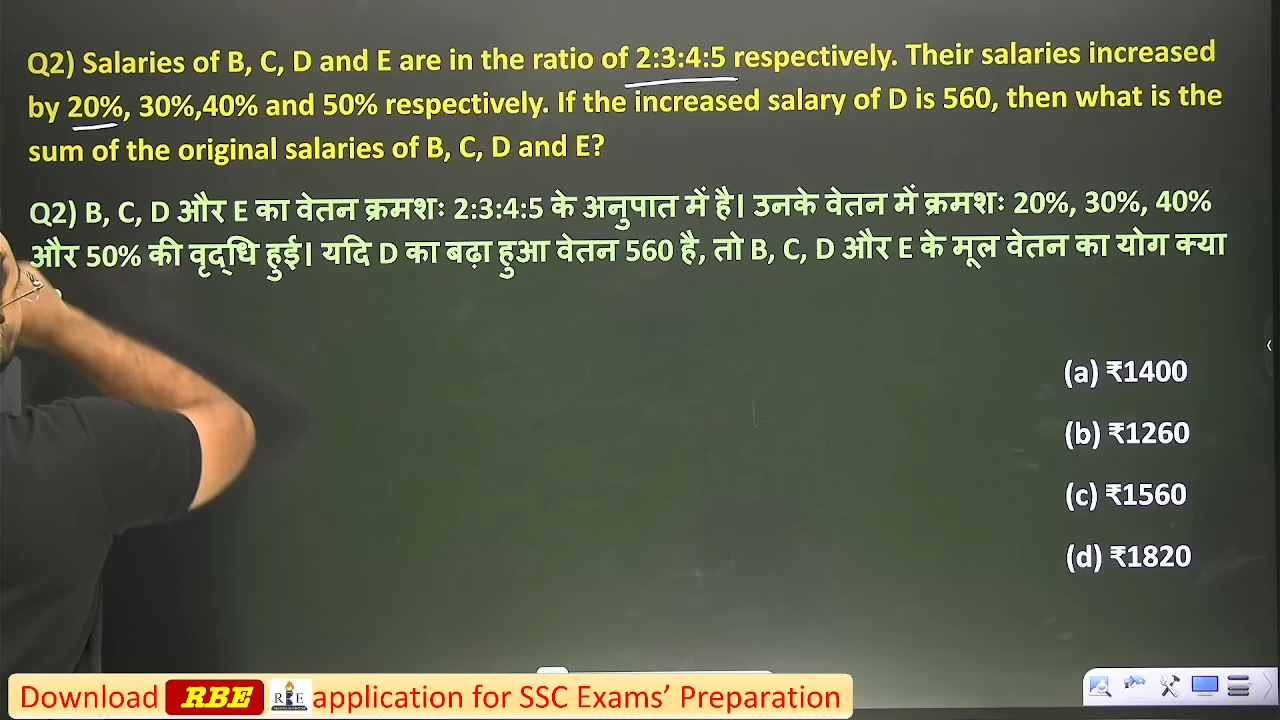 Q2) Salaries of B, C, D and E are in the ratio of 2:3:4:5 respectively. Their salaries increased
by 20%, 30%,40% and 50% respectively. If the increased salary of D is 560, then what is the
sum of the original salaries of B, C, D and E?
Q2) B, C, D और E का वेतन क्रमशः 2:3:4:5 के अनुपात में है। उनके वेतन में क्रमशः 20%, 30%, 40%
और 50% की वृद्धि हुई। यदि D का बढ़ा हुआ वेतन 560 है, तो B, C, D और E के मूल वेतन का योग क्या
(a) ₹1400
(b) ₹1260
(c) ₹1560
(d) ₹1820
Download RBE RBE application for SSC Exams’ Preparation